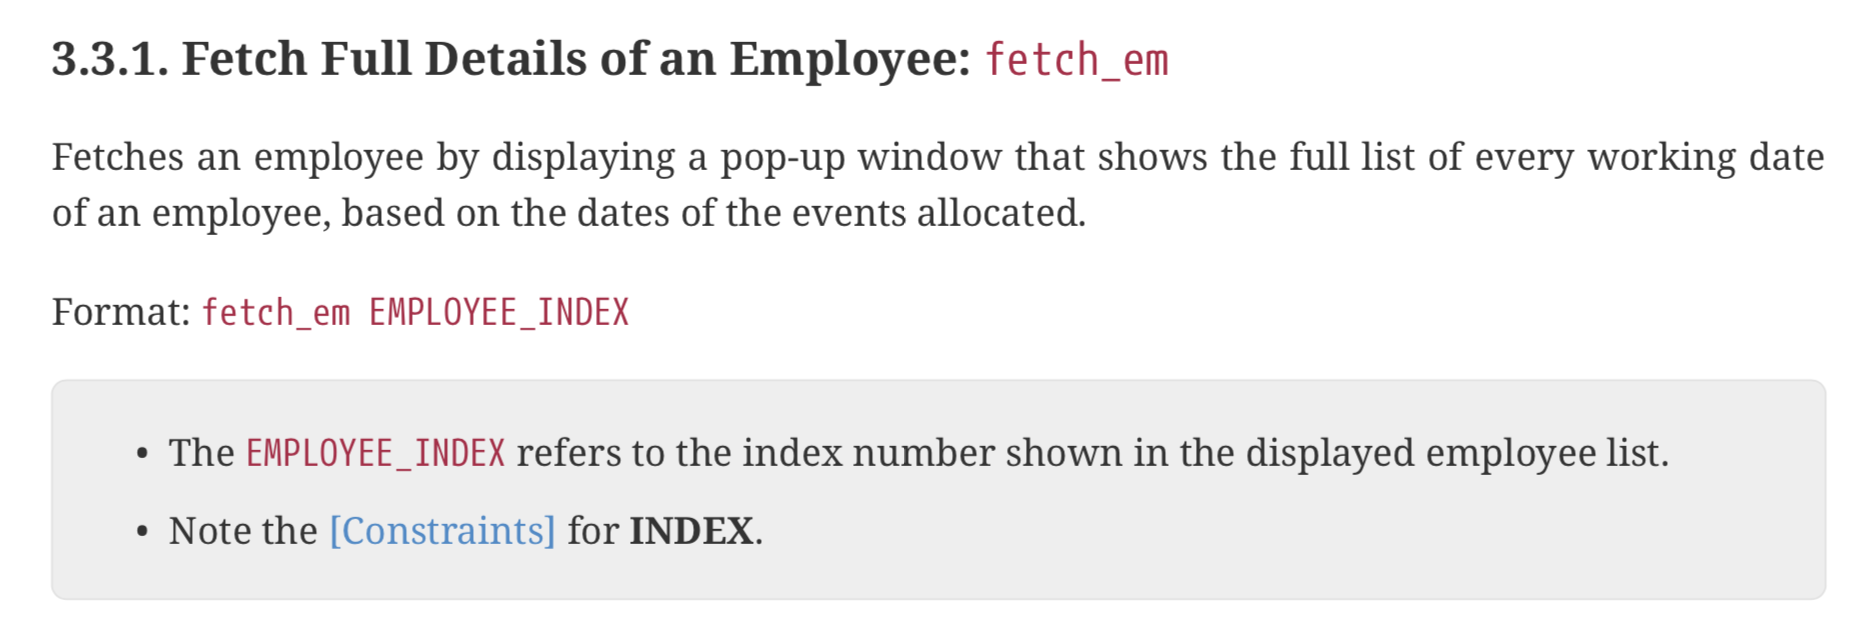 3.3.1. Fetch Full Details of an Employee: fetch_em
Fetches an employee by displaying a pop-up window that shows the full list of every working date
of an employee, based on the dates of the events allocated.
Format: fetch_em EMPLOYEE_INDEX
• The EMPLOYEE_INDEX refers to the index number shown in the displayed employee list.
• Note the [Constraints] for INDEX.